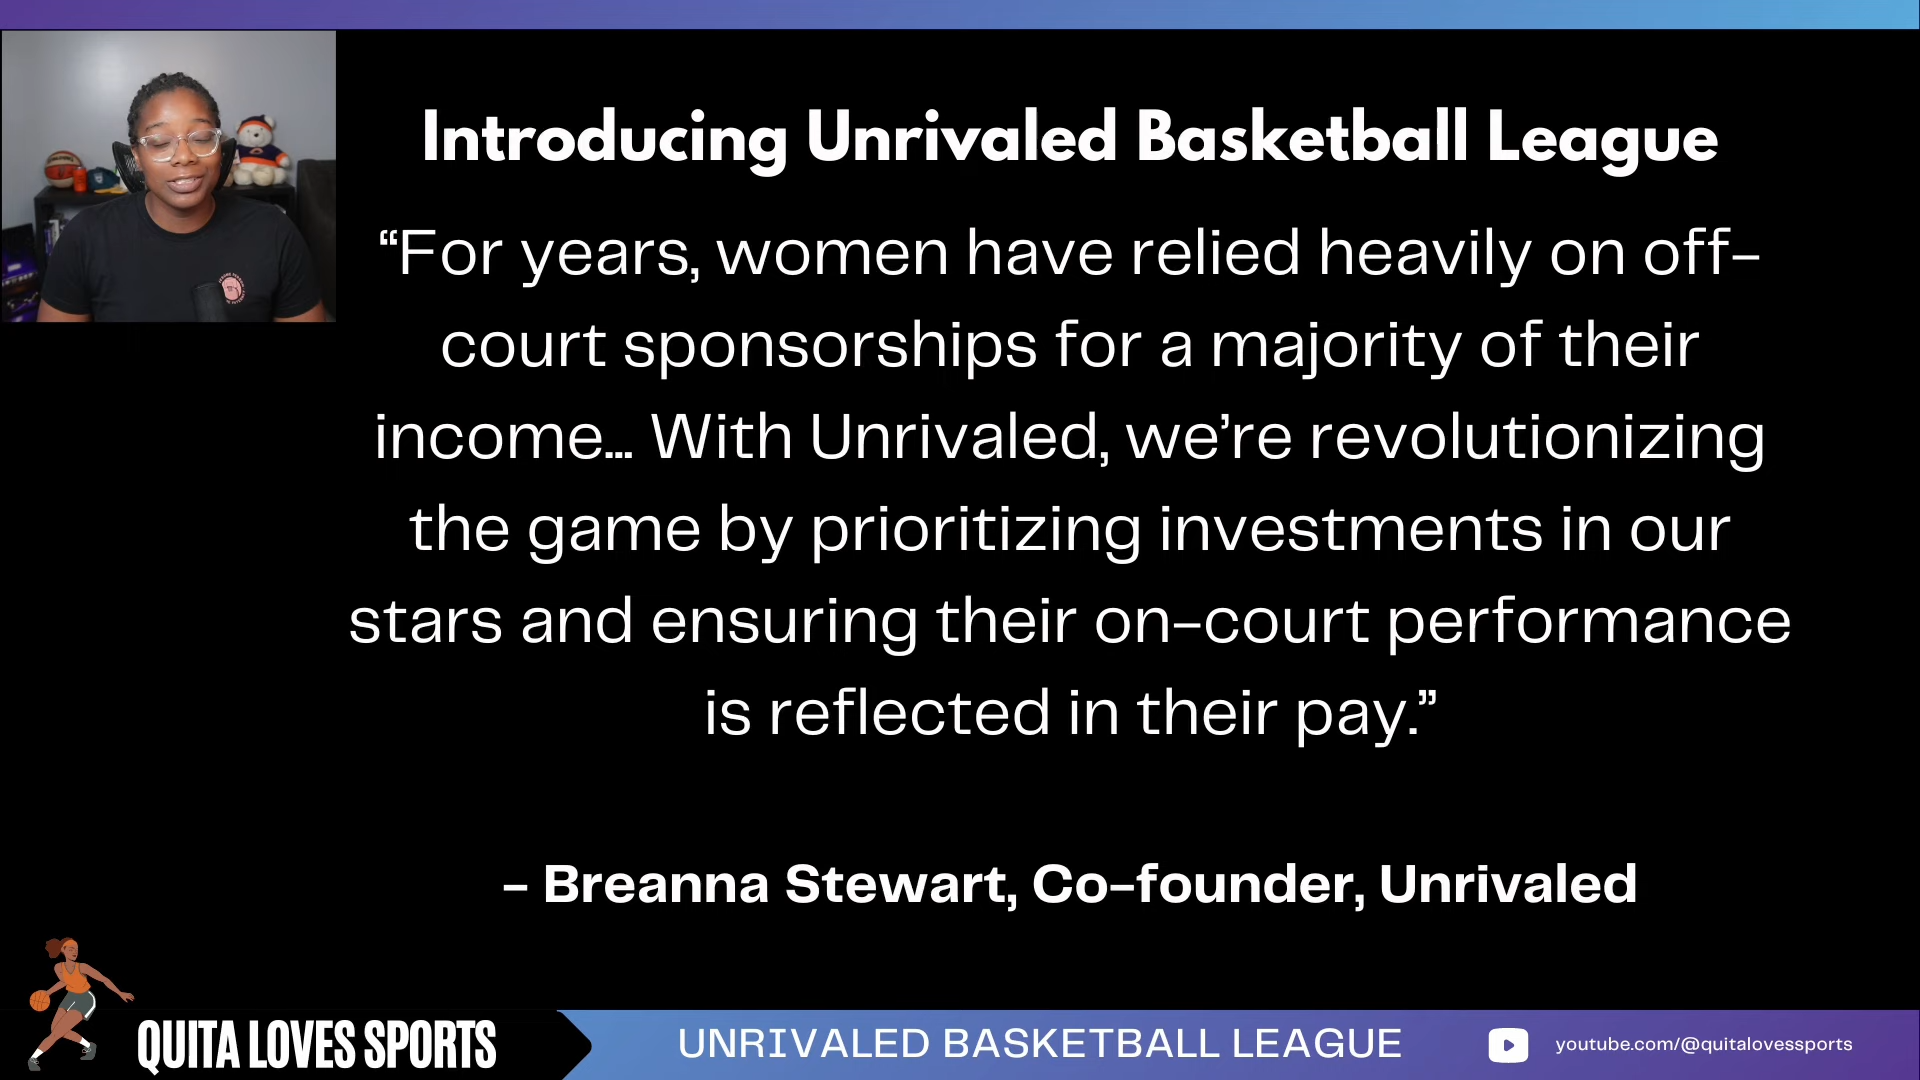 Introducing Unrivaled Basketball League
“For years, women have relied heavily on off-
court sponsorships for a majority of their
income... With Unrivaled, we’re revolutionizing
the game by prioritizing investments in our
stars and ensuring their on-court performance
is reflected in their pay.”
- Breanna Stewart, Co-founder, Unrivaled
QUITA LOVES SPORTS
UNRIVALED BASKETBALL LEAGUE
youtube.com/@quitalovessports